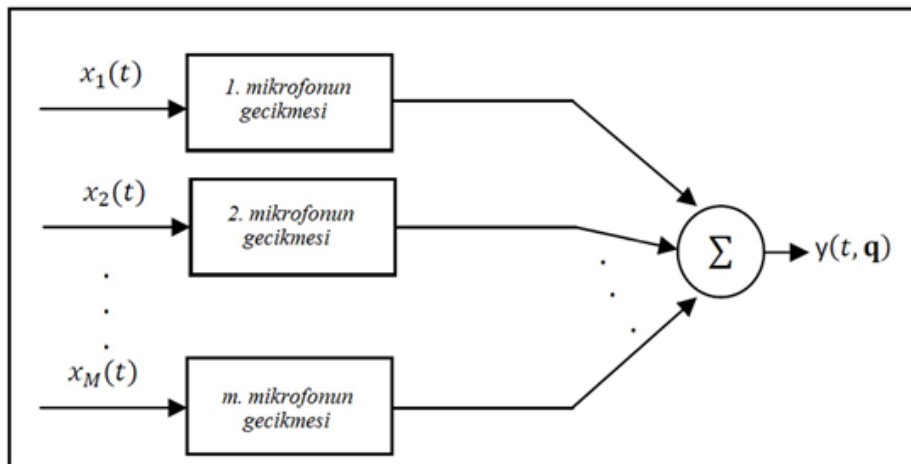 x₁(t)
1. mikrofonun
gecikmesi
x₂(t)
2. mikrofonun
gecikmesi
Σ
y(t, q)
x_M(t)
m. mikrofonun
gecikmesi